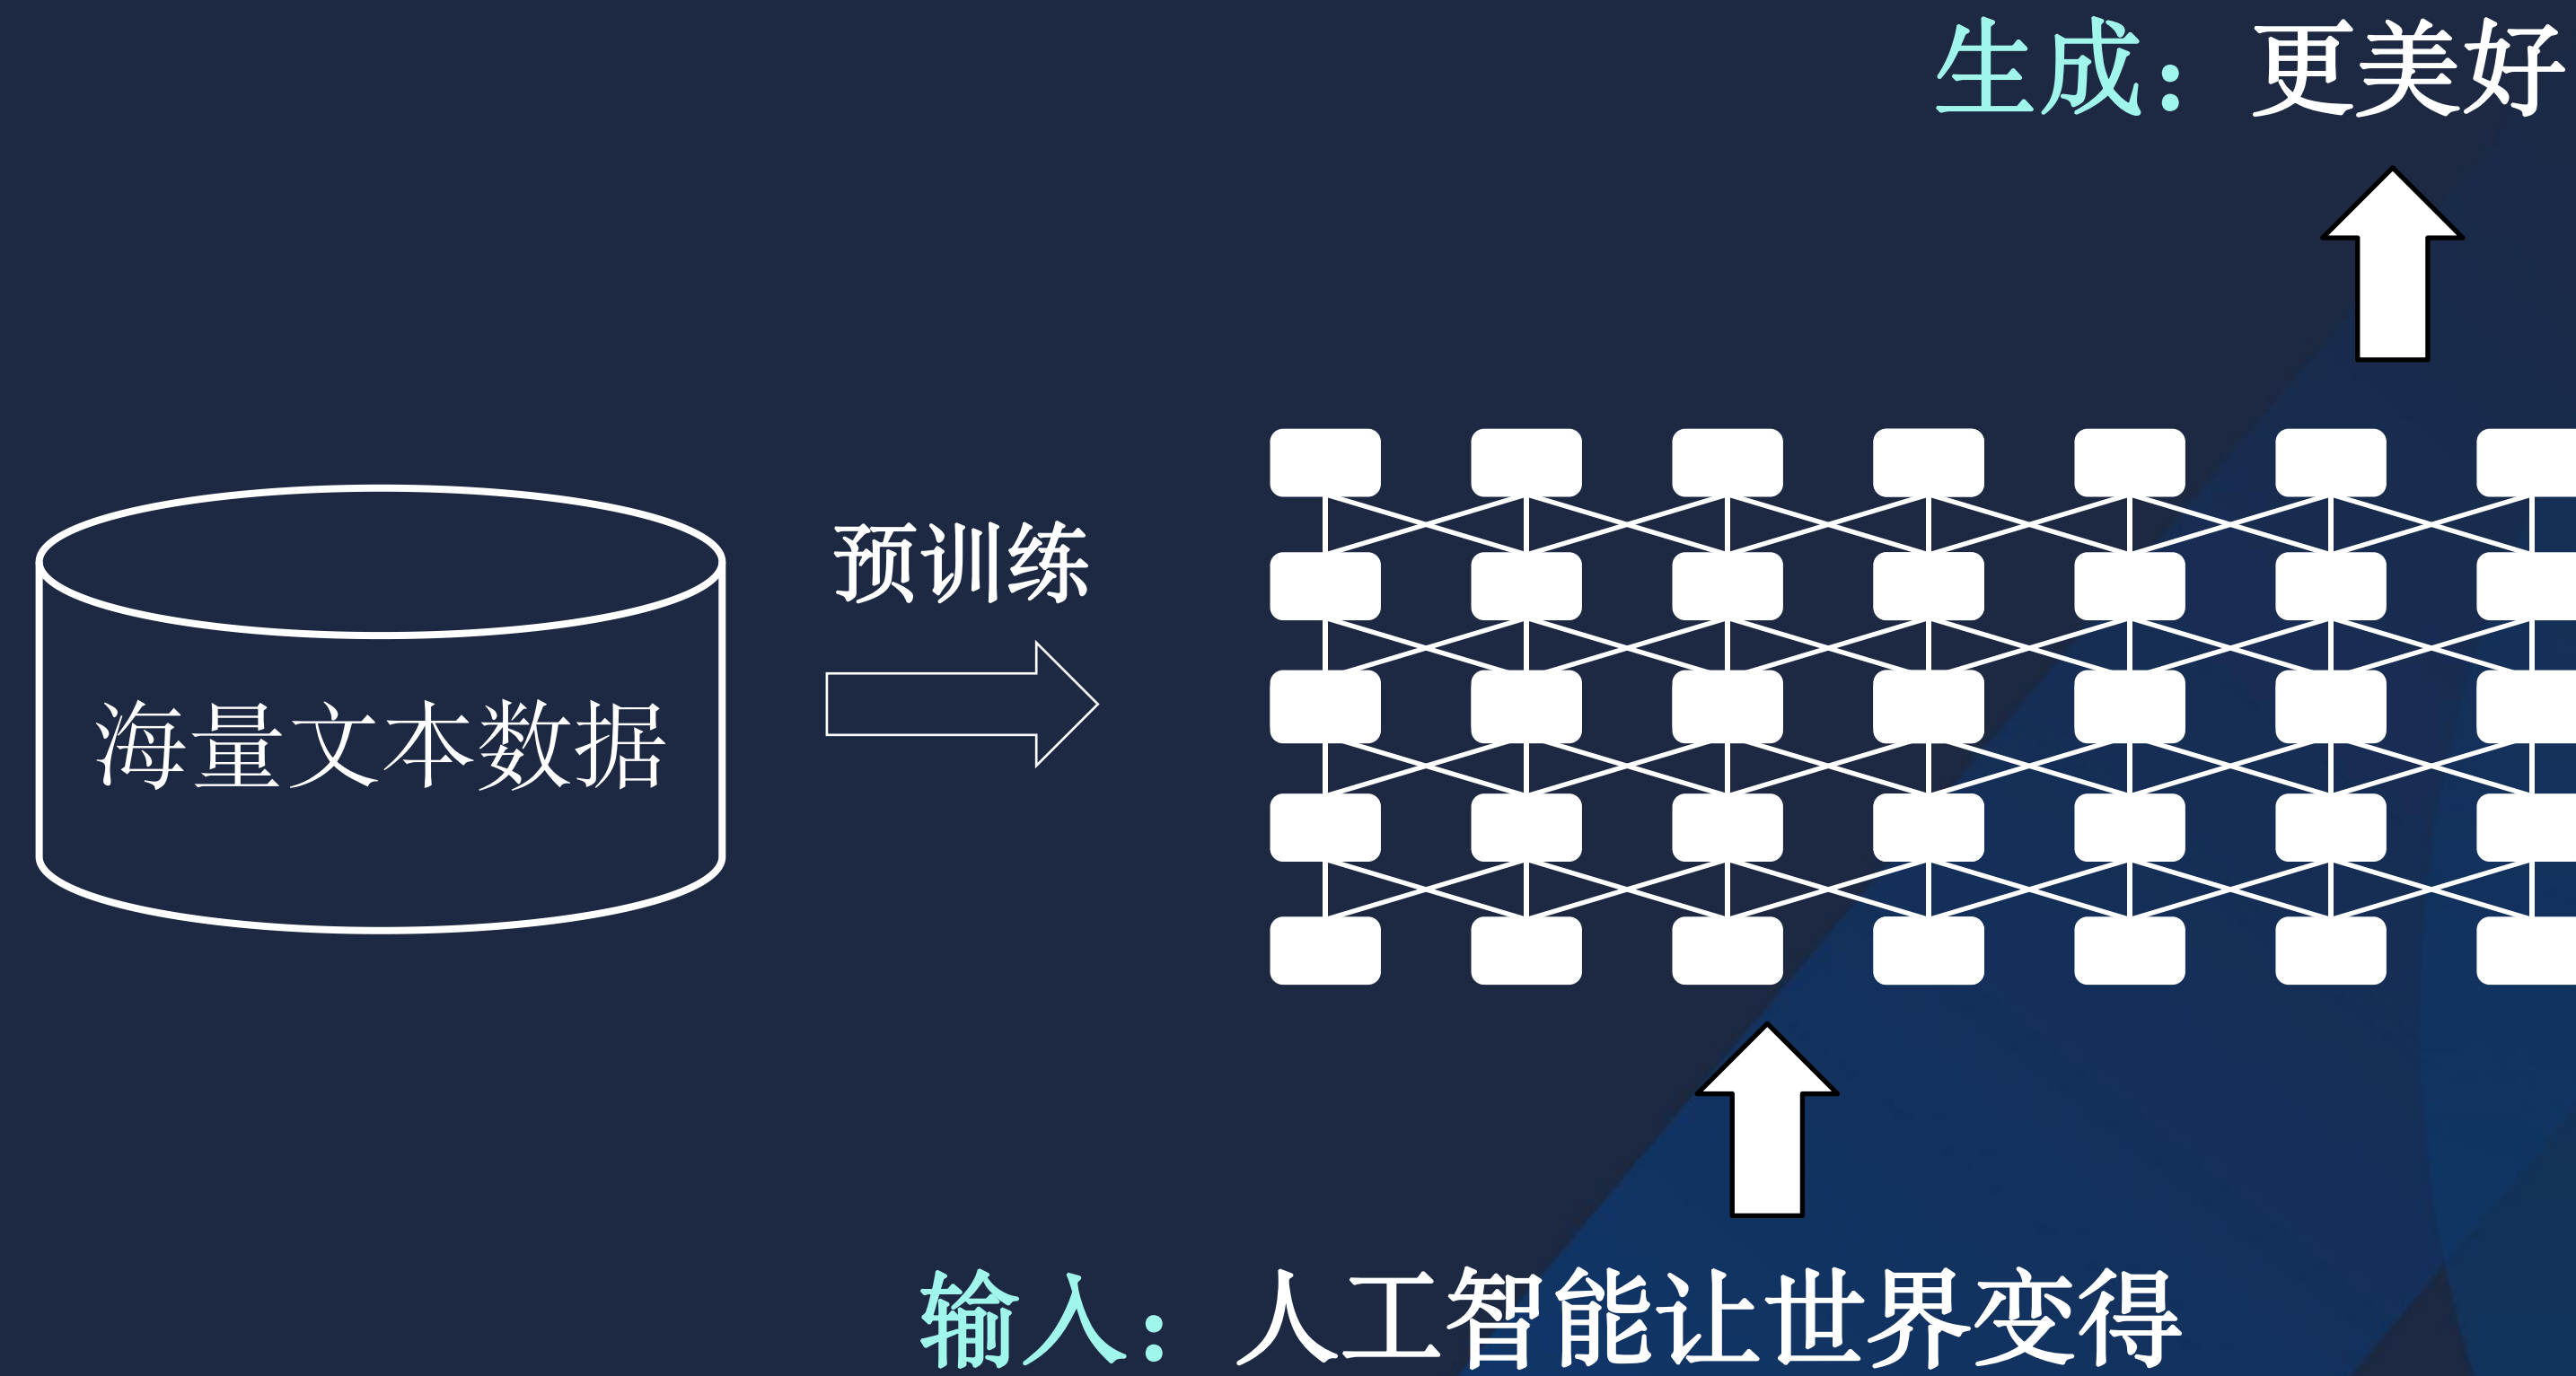 生成：更美好
预训练
海量文本数据
输入：人工智能让世界变得